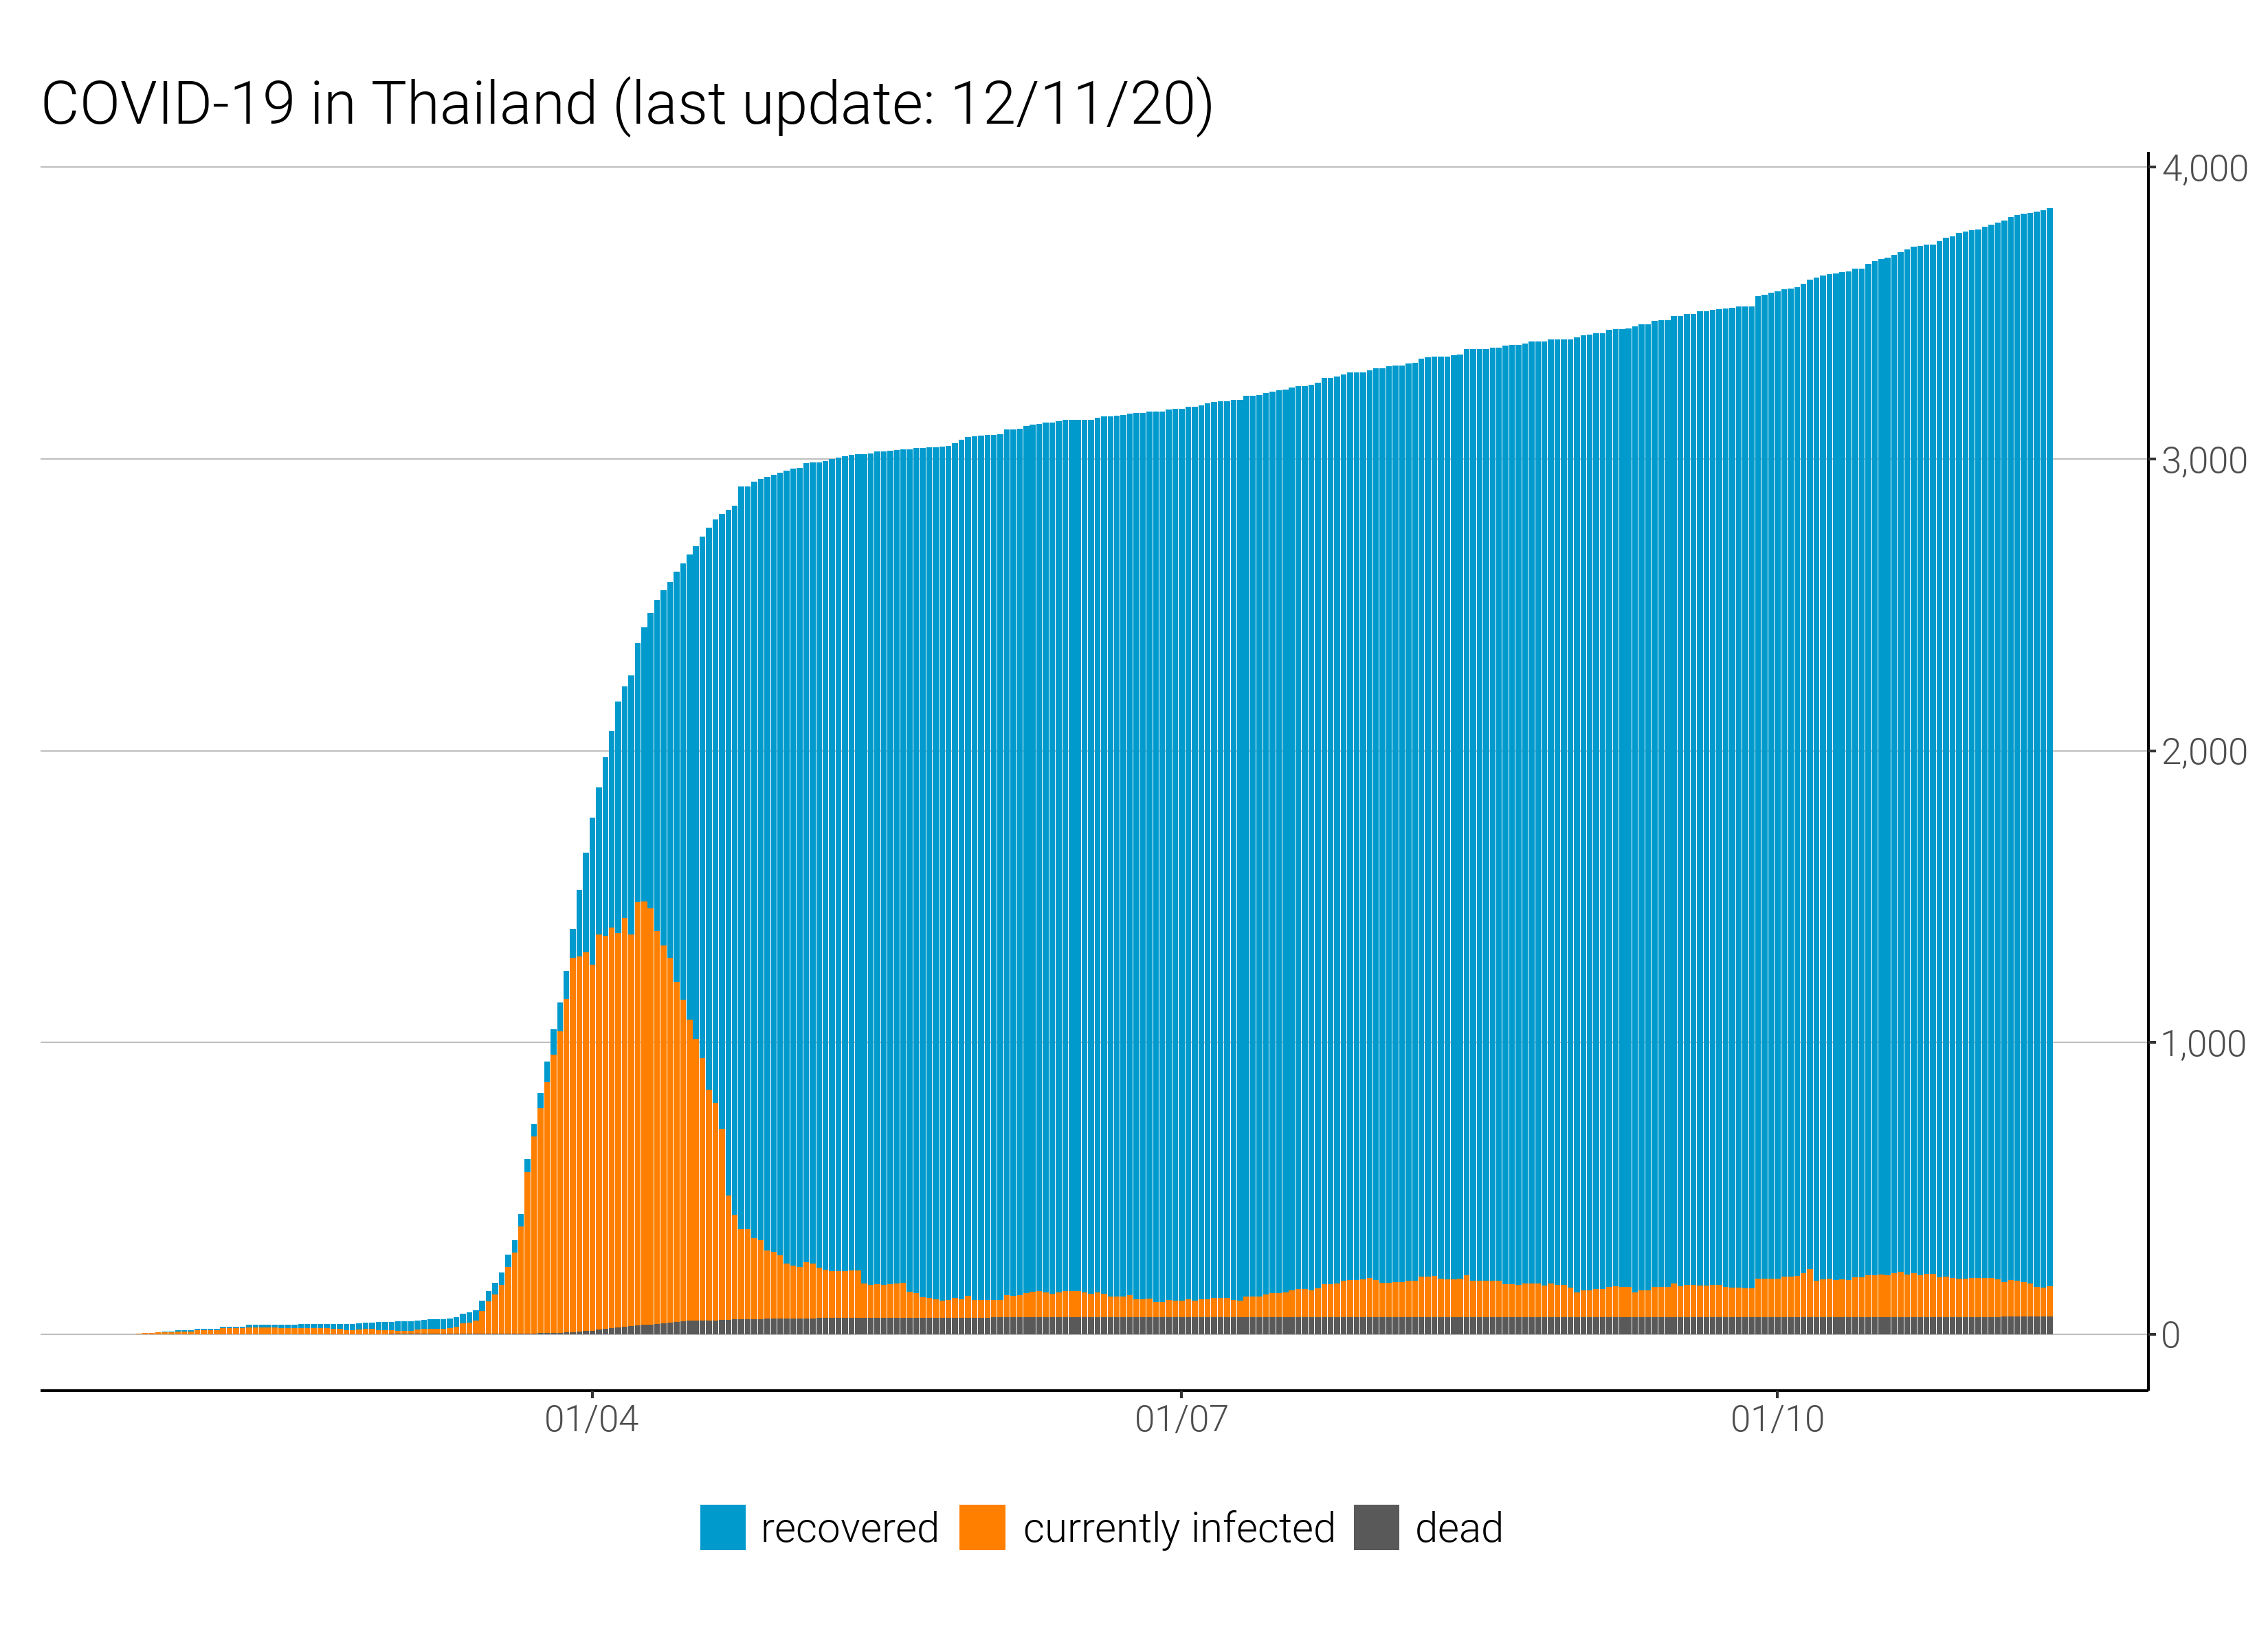 COVID-19 in Thailand (last update: 12/11/20)
4,000
3,000
2,000
1,000
0
01/04 01/07 01/10
recovered currently infected dead